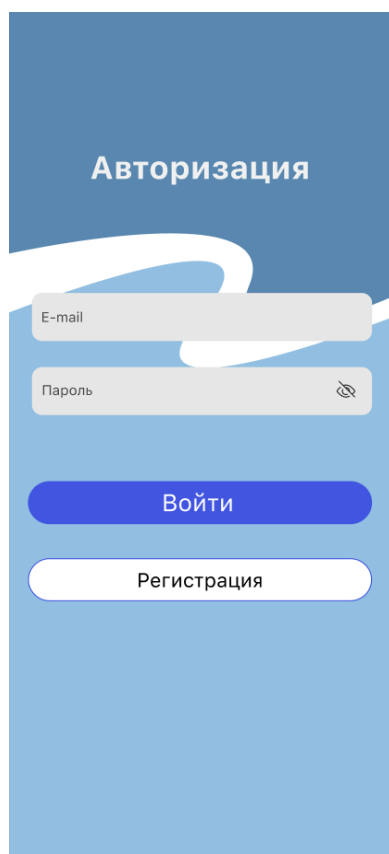 Авторизация
E-mail
Пароль
Войти
Регистрация